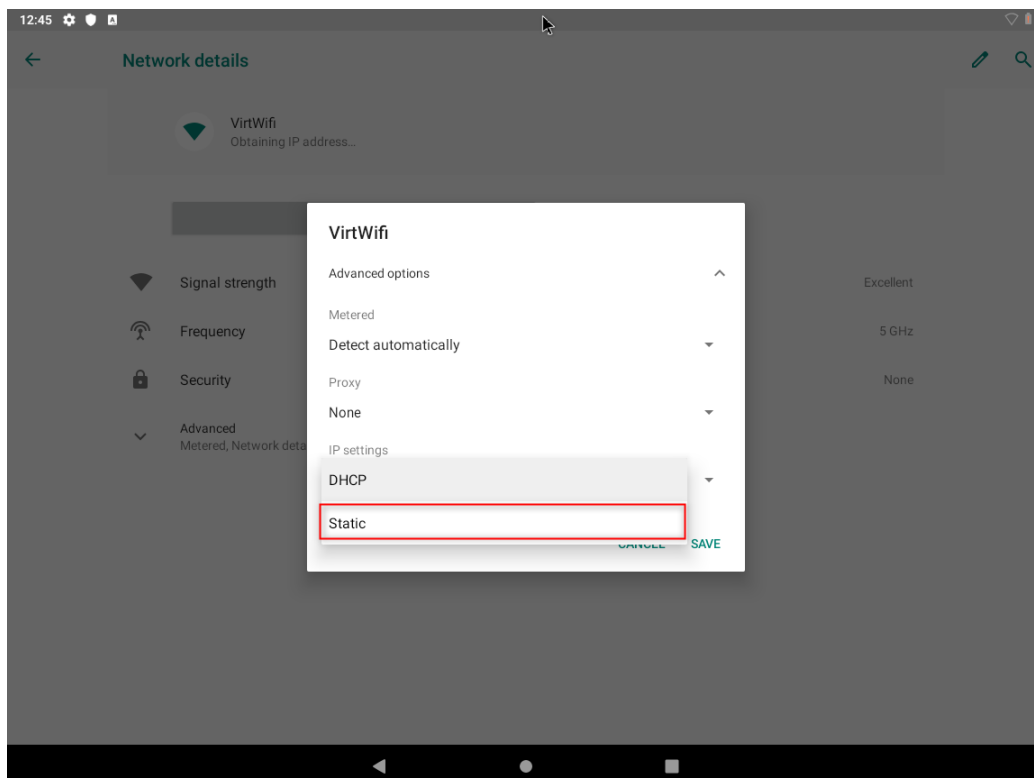 12:45
Network details
VirtWifi
Obtaining IP address…
VirtWifi
Advanced options
Signal strength
Excellent
Metered
Frequency
5 GHz
Detect automatically
Security
None
Proxy
None
Advanced
Metered, Network deta
IP settings
DHCP
Static
CANCEL
SAVE